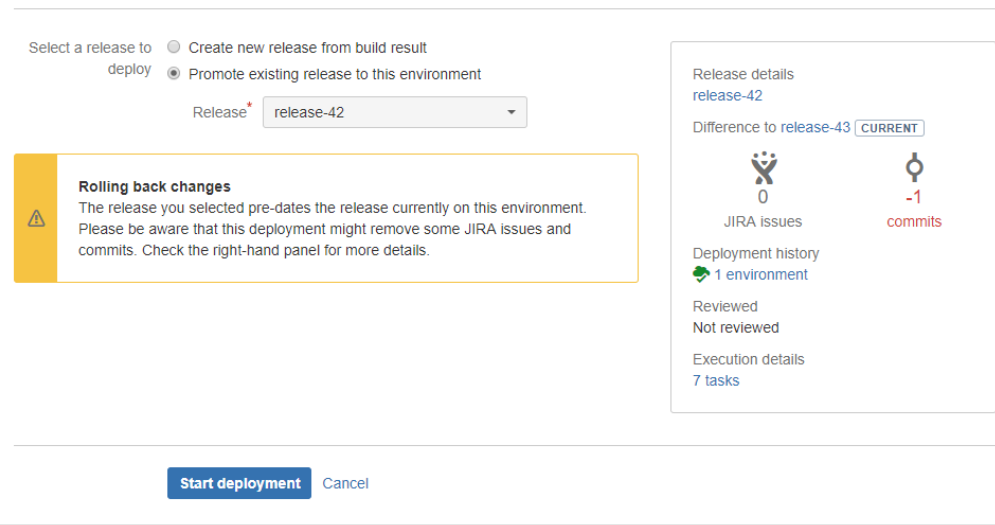 Select a release to deploy
Create new release from build result
Promote existing release to this environment
Release*
release-42
Rolling back changes
The release you selected pre-dates the release currently on this environment.
Please be aware that this deployment might remove some JIRA issues and
commits. Check the right-hand panel for more details.
Release details
release-42
Difference to release-43 CURRENT
0
JIRA issues
-1
commits
Deployment history
1 environment
Reviewed
Not reviewed
Execution details
7 tasks
Start deployment
Cancel